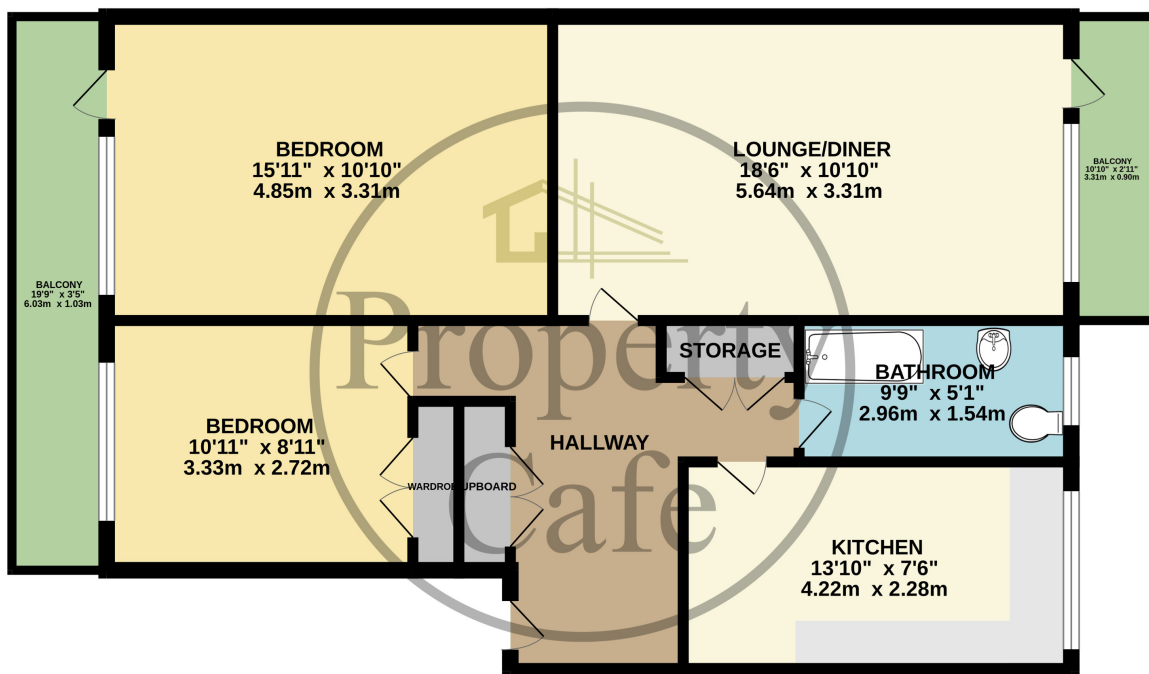 BEDROOM
15'11" x 10'10"
4.85m x 3.31m
LOUNGE/DINER
18'6" x 10'10"
5.64m x 3.31m
BALCONY
10'10" x 2'11"
3.31m x 0.90m
BALCONY
19'9" x 3'5"
6.03m x 1.03m
Property
Cafe
STORAGE
BATHROOM
9'9" x 5'1"
2.96m x 1.54m
BEDROOM
10'11" x 8'11"
3.33m x 2.72m
HALLWAY
WARDROB
UPBOARD
KITCHEN
13'10" x 7'6"
4.22m x 2.28m